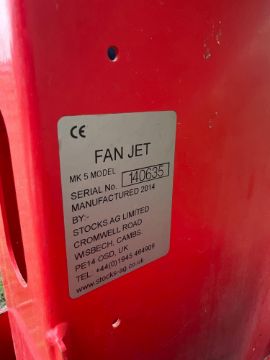 CE
FAN JET
MK 5 MODEL
SERIAL No. 140635
MANUFACTURED 2014
BY:-
STOCKS AG LIMITED
CROMWELL ROAD
WISBECH, CAMBS.
PE14 OSD, UK
TEL. +44(0)1945 464909
www.stocks-ag.co.uk